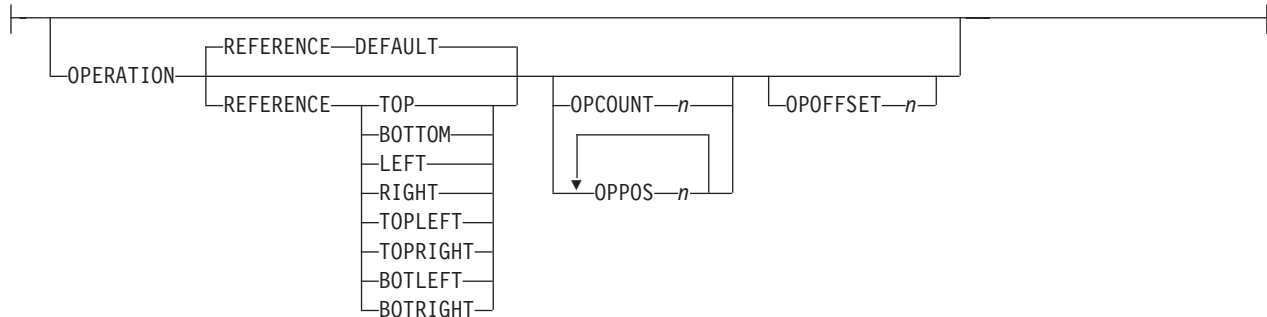 REFERENCE DEFAULT
OPERATION
REFERENCE TOP OPCOUNT n OPOFFSET n
BOTTOM
LEFT
RIGHT OPPOS n
TOPLEFT
TOPRIGHT
BOTLEFT
BOTRIGHT